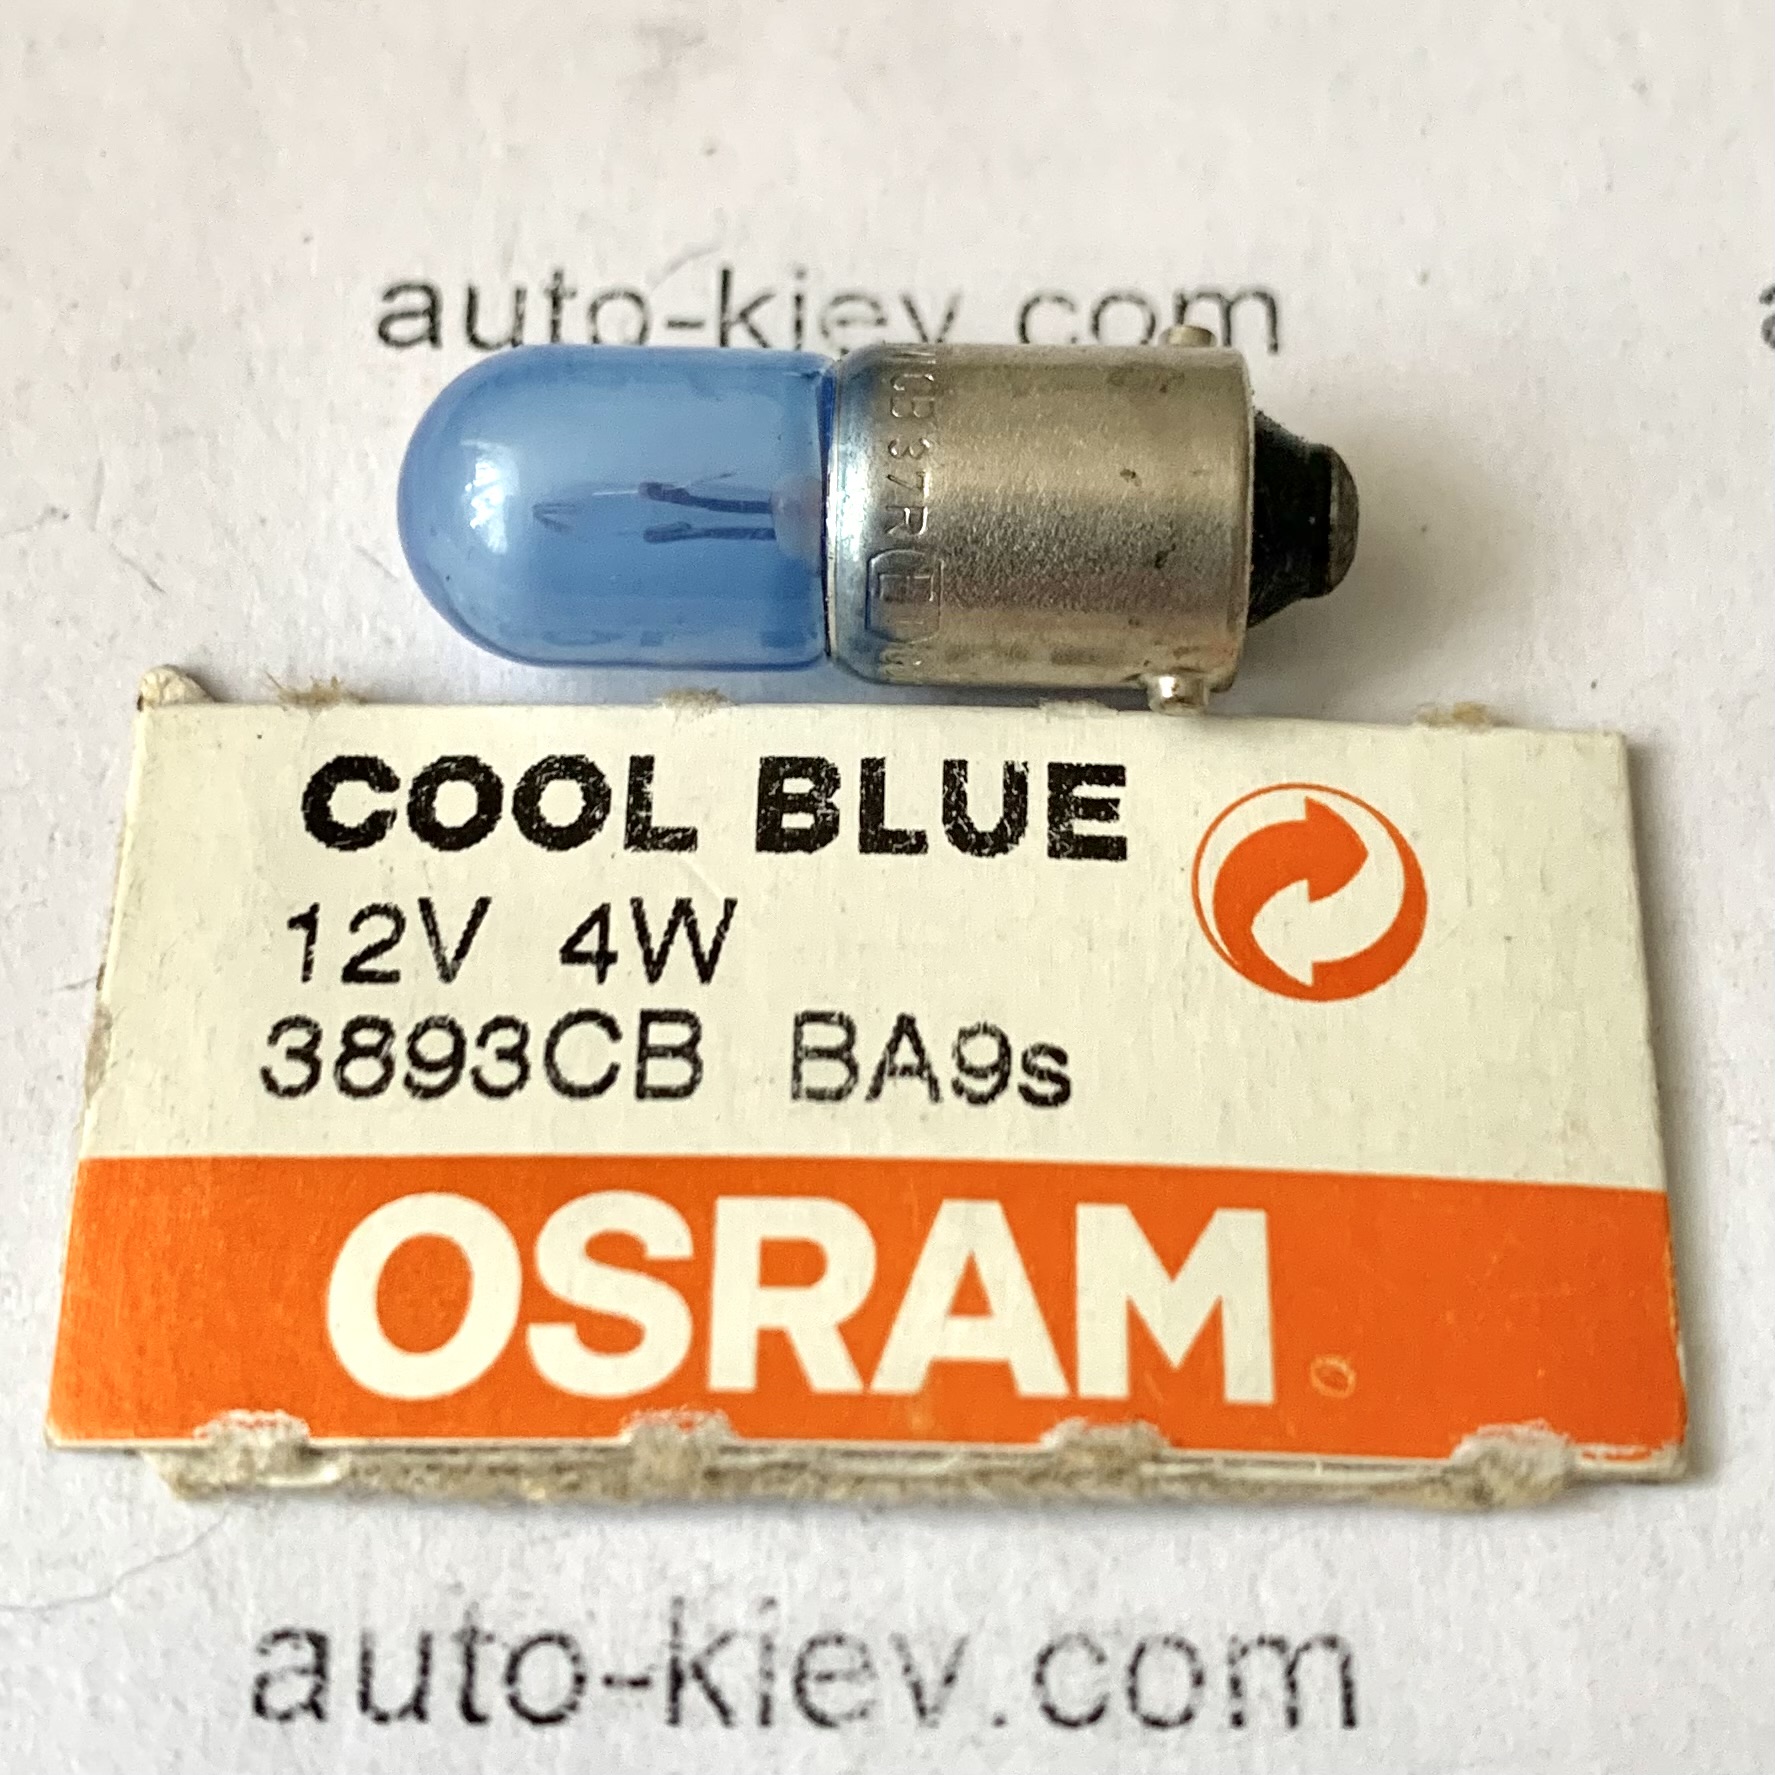 auto-kiev.com
COOL BLUE
12V 4W
3893CB BA9s
OSRAM
auto-kiev.com